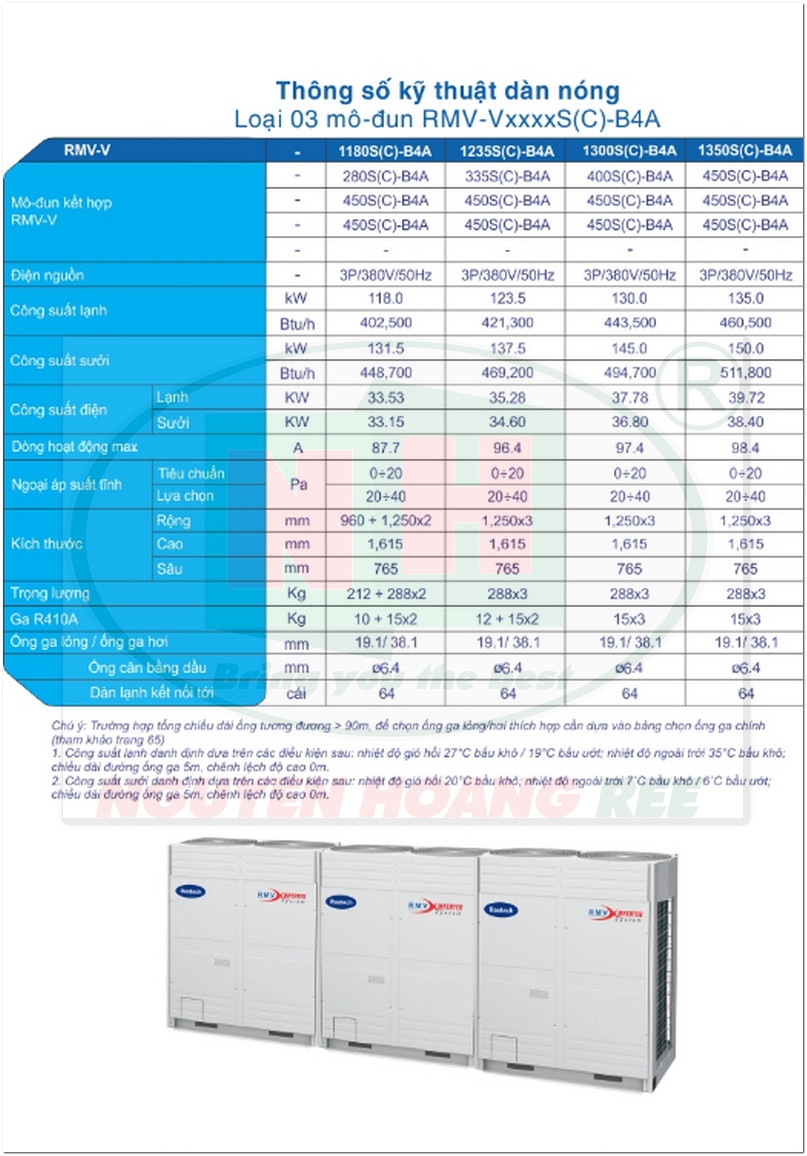 Thông số kỹ thuật dàn nóng
Loại 03 mô-đun RMV-VxxxxS(C)-B4A
RMV-V - 1180S(C)-B4A 1235S(C)-B4A 1300S(C)-B4A 1350S(C)-B4A
- 280S(C)-B4A 335S(C)-B4A 400S(C)-B4A 450S(C)-B4A
Mô-đun kết hợp - 450S(C)-B4A 450S(C)-B4A 450S(C)-B4A 450S(C)-B4A
RMV-V - 450S(C)-B4A 450S(C)-B4A 450S(C)-B4A 450S(C)-B4A
- - - - -
Điện nguồn - 3P/380V/50Hz 3P/380V/50Hz 3P/380V/50Hz 3P/380V/50Hz
Công suất lạnh kW 118.0 123.5 130.0 135.0
Btu/h 402,500 421,300 443,500 460,500
Công suất sưởi kW 131.5 137.5 145.0 150.0
Btu/h 448,700 469,200 494,700 511,800
Công suất điện Lạnh KW 33.53 35.28 37.78 39.72
Sưởi KW 33.15 34.60 36.80 38.40
Dòng hoạt động max A 87.7 96.4 97.4 98.4
Ngoại áp suất tĩnh Tiêu chuẩn Pa 0÷20 0÷20 0÷20 0÷20
Lựa chọn 20÷40 20÷40 20÷40 20÷40
Kích thước Rộng mm 960 + 1,250x2 1,250x3 1,250x3 1,250x3
Cao mm 1,615 1,615 1,615 1,615
Sâu mm 765 765 765 765
Trọng lượng Kg 212 + 288x2 288x3 288x3 288x3
Ga R410A Kg 10 + 15x2 12 + 15x2 15x3 15x3
Ống ga lỏng / ống ga hơi mm 19.1/ 38.1 19.1/ 38.1 19.1/ 38.1 19.1/ 38.1
Ống cân bằng dầu mm ø6.4 ø6.4 ø6.4 ø6.4
Dàn lạnh kết nối tới cái 64 64 64 64
Chú ý: Trường hợp tổng chiều dài ống tương đương > 90m, để chọn ống ga lỏng/hơi thích hợp cần dựa vào bảng chọn ống ga chính
(tham khảo trang 65)
1. Công suất lạnh danh định dựa trên các điều kiện sau: nhiệt độ gió hồi 27°C bầu khô / 19°C bầu ướt; nhiệt độ ngoài trời 35°C bầu khô;
chiều dài đường ống ga 5m, chênh lệch độ cao 0m.
2. Công suất sưởi danh định dựa trên các điều kiện sau: nhiệt độ gió hồi 20°C bầu khô; nhiệt độ ngoài trời 7°C bầu khô / 6°C bầu ướt;
chiều dài đường ống ga 5m, chênh lệch độ cao 0m.
NH
®
Bring you the Best
NGUYEN HOANG REE
Reetech RMV INVERTER System
Reetech RMV INVERTER System
Reetech RMV INVERTER System